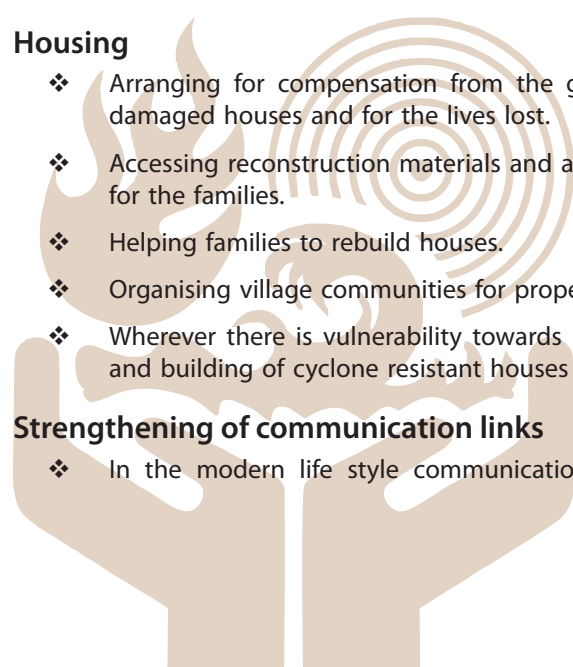 Housing
❖ Arranging for compensation from the g
damaged houses and for the lives lost.
❖ Accessing reconstruction materials and a
for the families.
❖ Helping families to rebuild houses.
❖ Organising village communities for prope
❖ Wherever there is vulnerability towards
and building of cyclone resistant houses
Strengthening of communication links
❖ In the modern life style communicatio